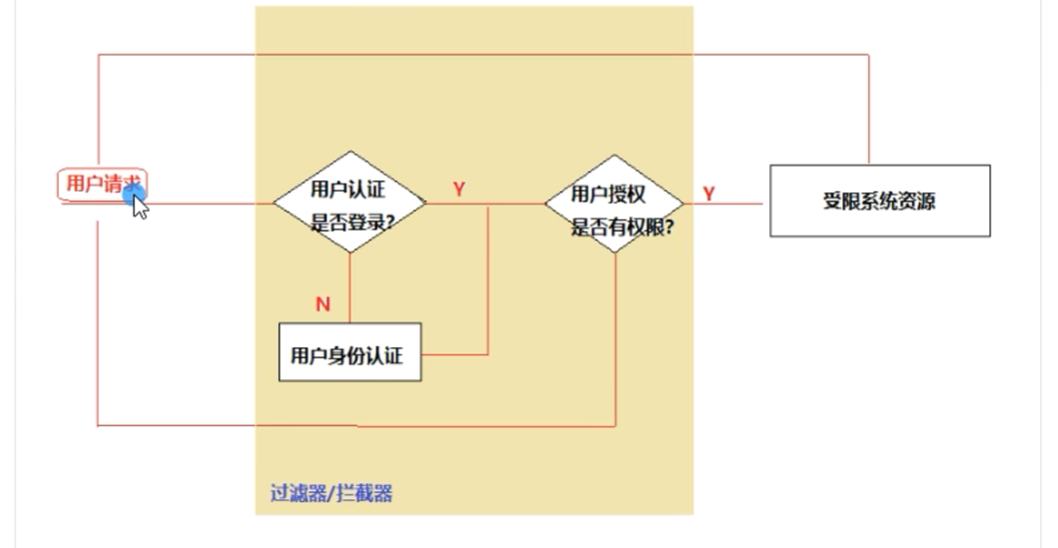 用户请求
用户认证
是否登录?
Y
用户授权
是否有权限?
Y
受限系统资源
N
用户身份认证
过滤器/拦截器